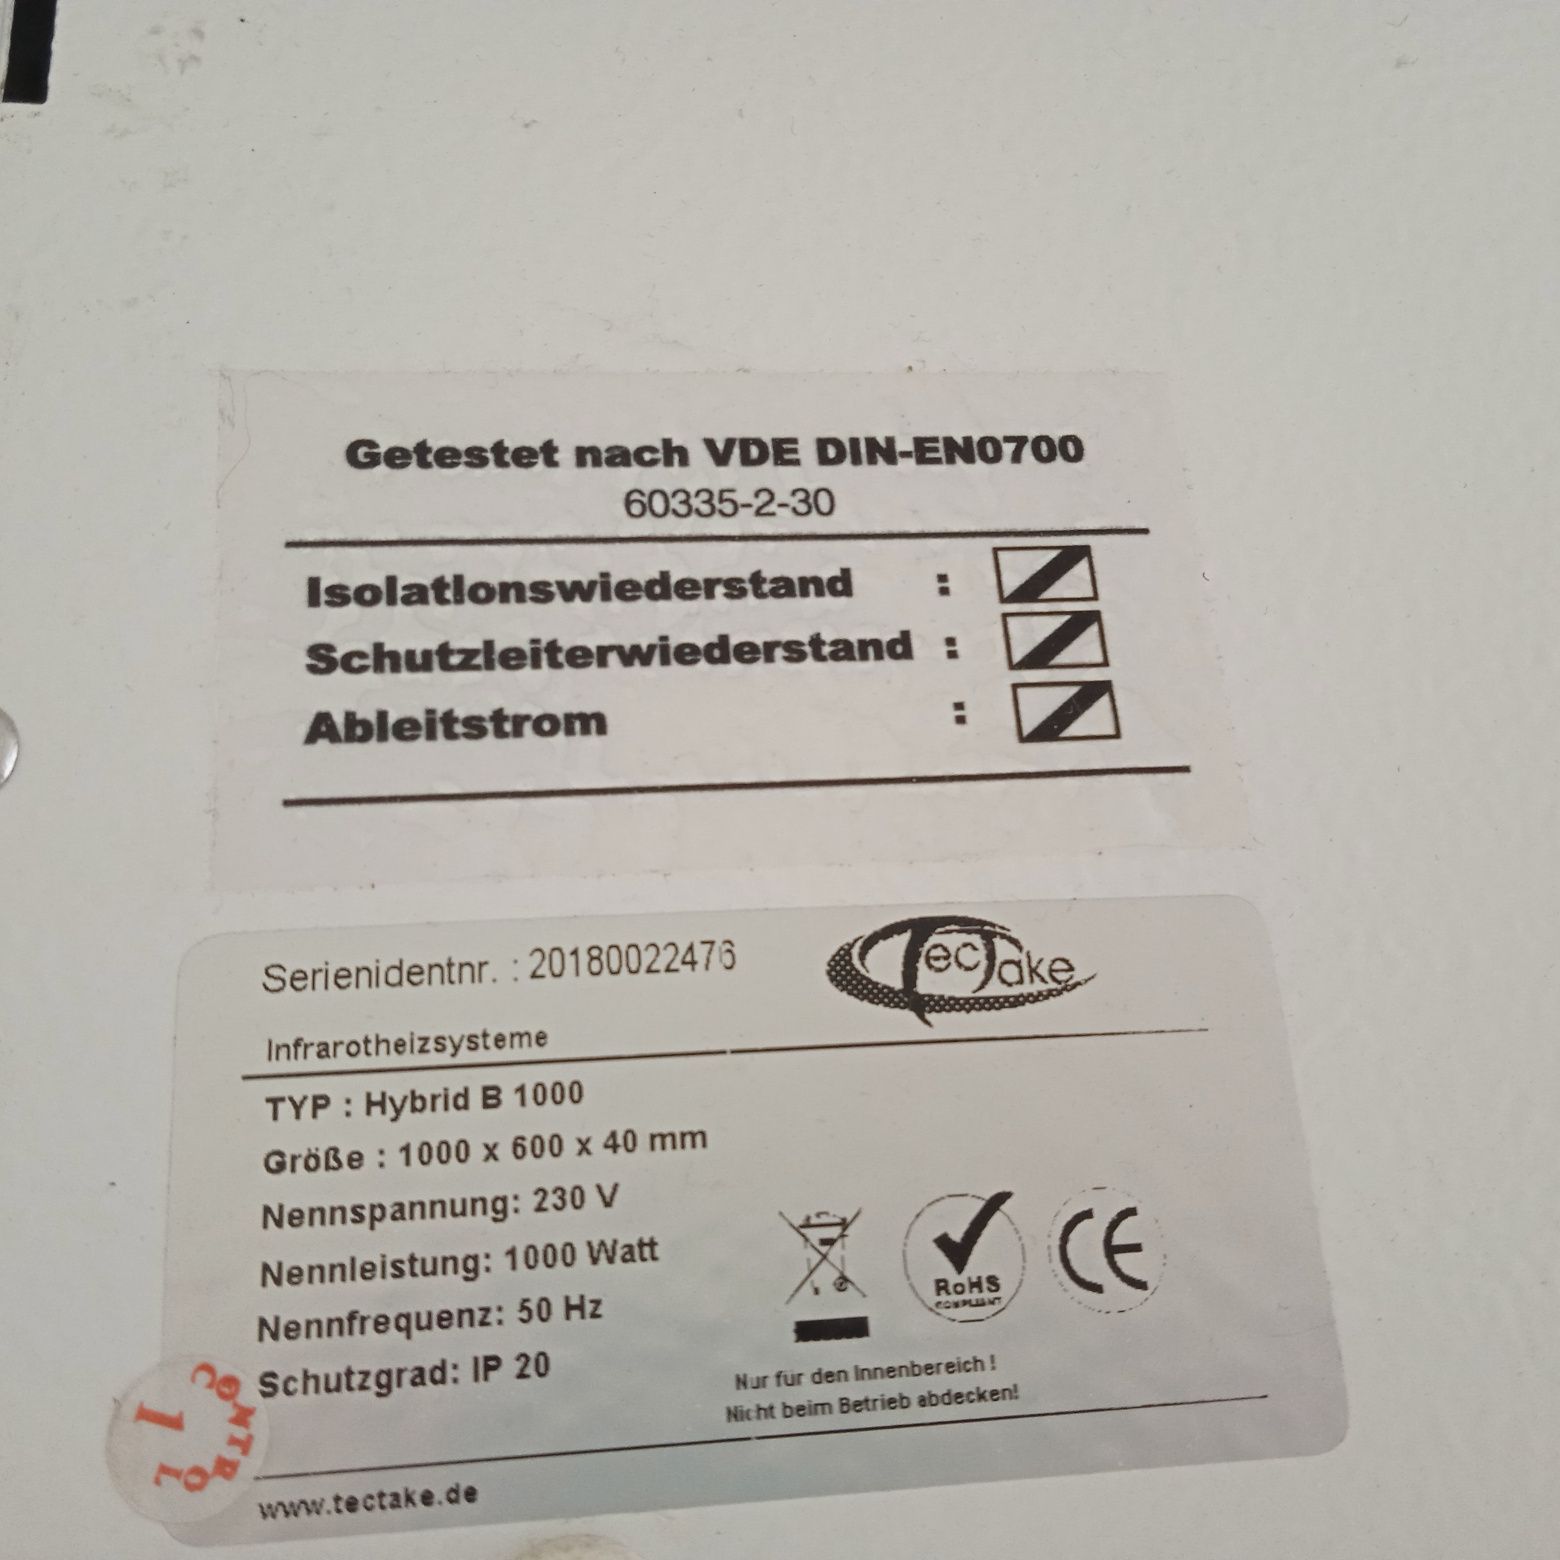 Getestet nach VDE DIN-EN0700
60335-2-30
Isolationswiederstand :
Schutzleiterwiederstand :
Ableitstrom :
Serienidentnr. : 20180022476
TecTake
Infrarotheizsysteme
TYP : Hybrid B 1000
Größe : 1000 x 600 x 40 mm
Nennspannung: 230 V
Nennleistung: 1000 Watt
Nennfrequenz: 50 Hz
Schutzgrad: IP 20
RoHS
COMPLIANT
CE
Nur für den Innenbereich !
Nicht beim Betrieb abdecken!
CONTROL
1
www.tectake.de